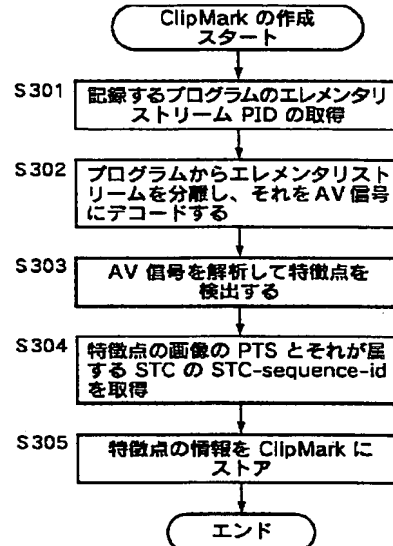 ClipMark の作成
スタート
S301
記録するプログラムのエレメンタリ
ストリーム PID の取得
S302
プログラムからエレメンタリスト
リームを分離し、それを AV 信号
にデコードする
S303
AV 信号を解析して特徴点を
検出する
S304
特徴点の画像の PTS とそれが属
する STC の STC-sequence-id
を取得
S305
特徴点の情報を ClipMark に
ストア
エンド